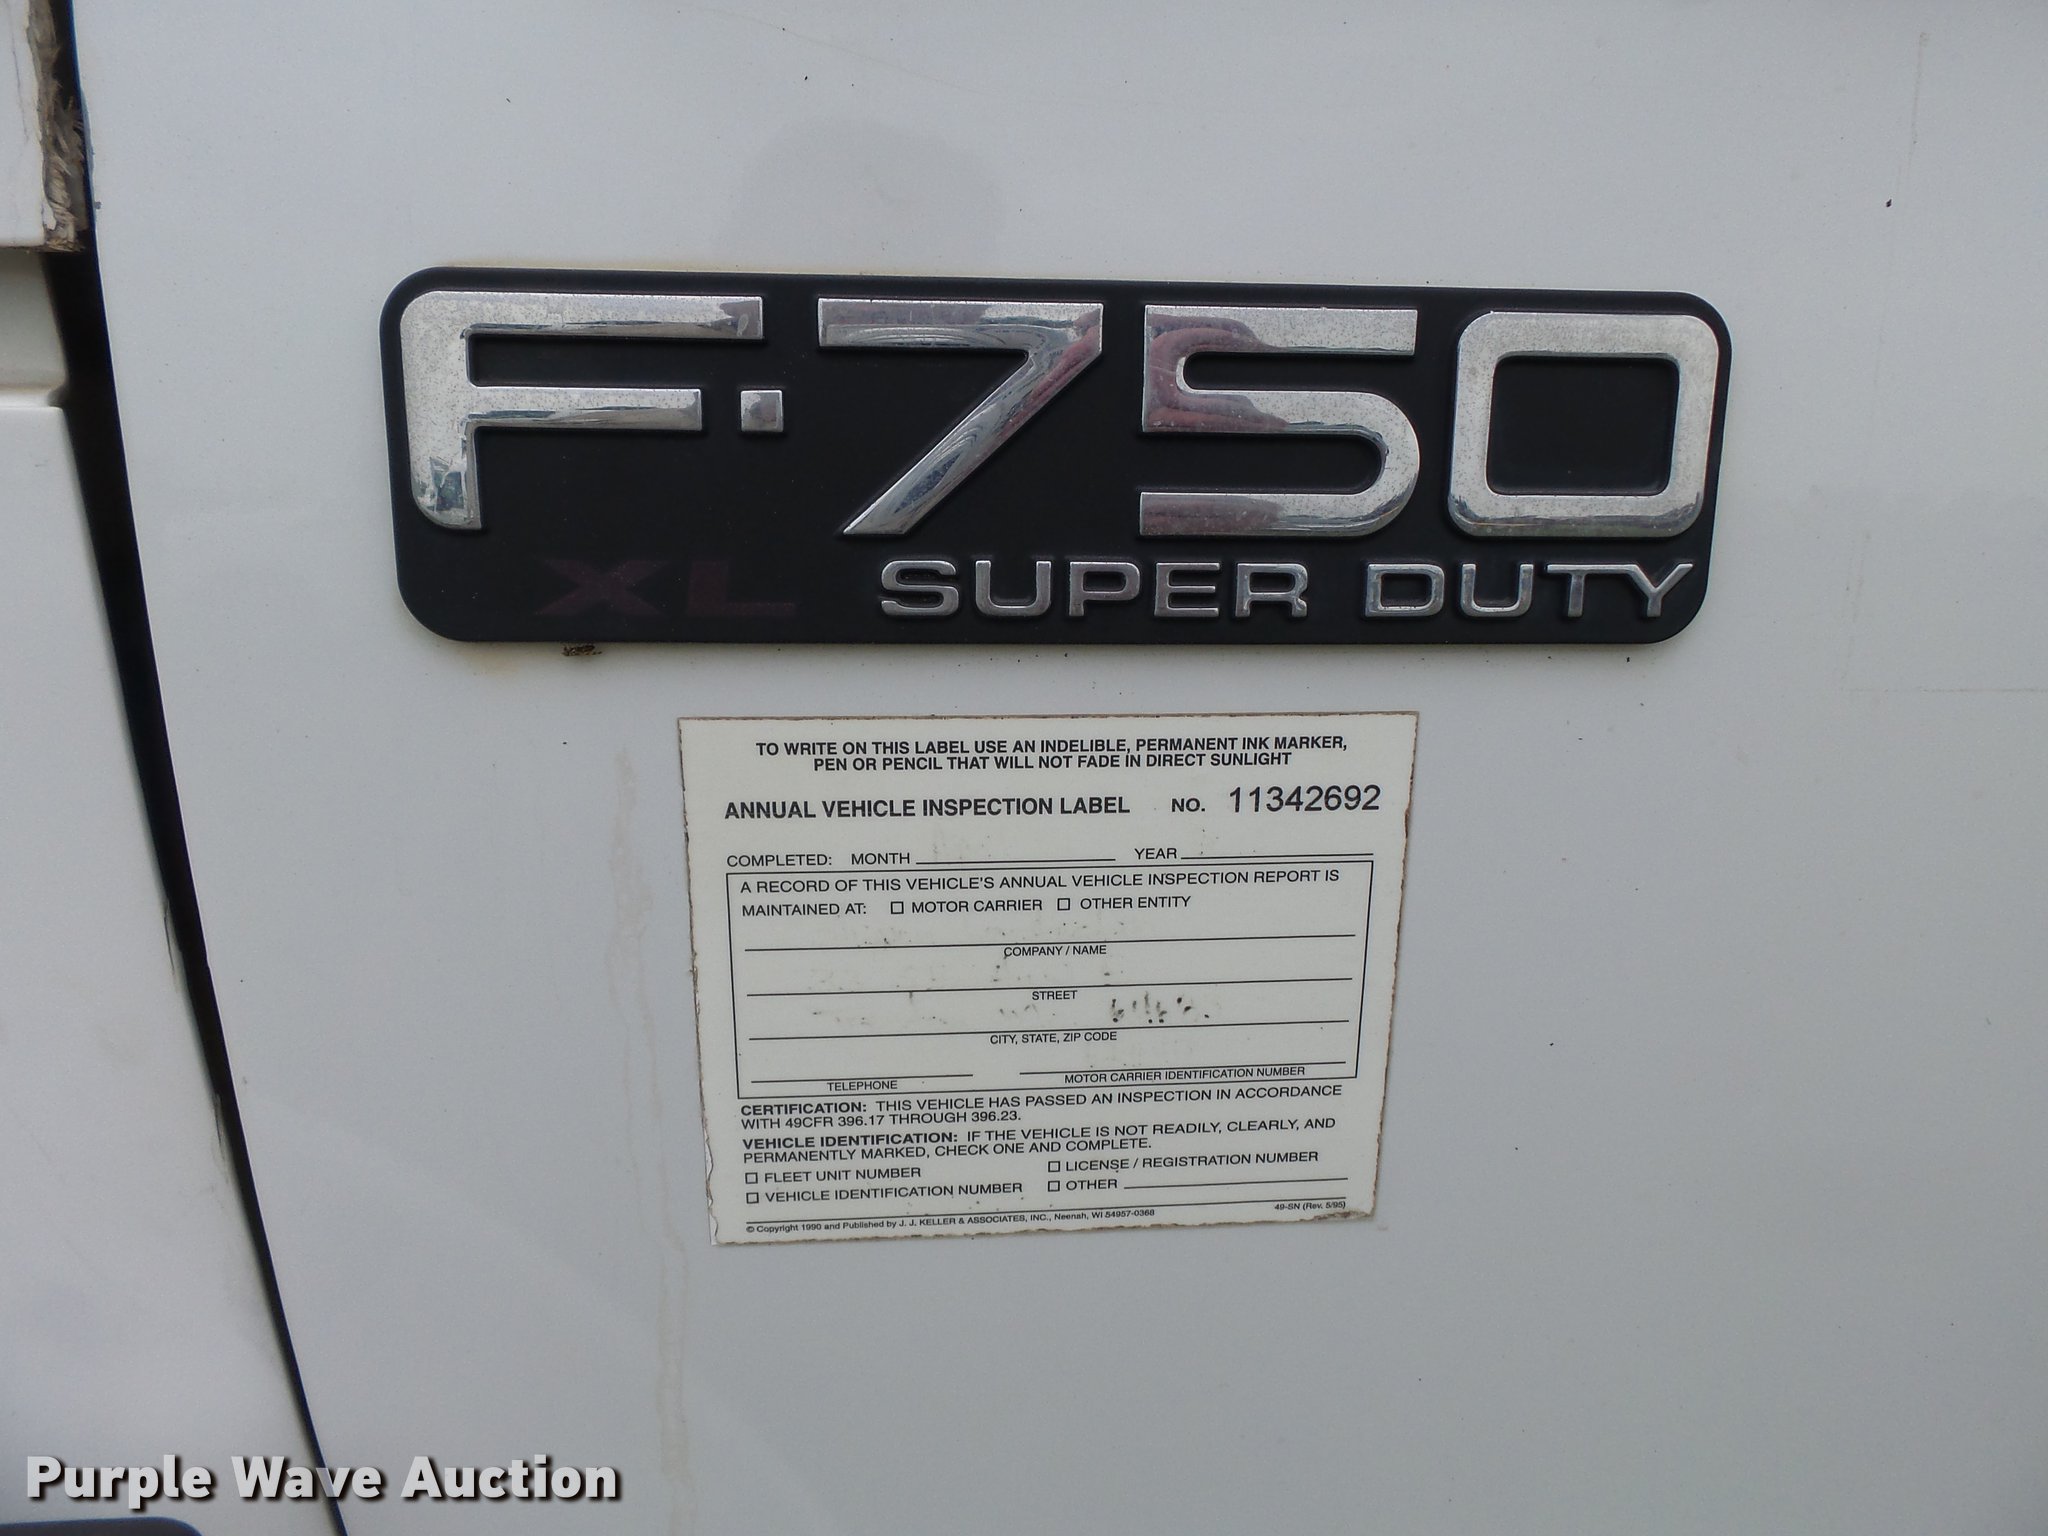 F-750
XL SUPER DUTY
TO WRITE ON THIS LABEL USE AN INDELIBLE, PERMANENT INK MARKER,
PEN OR PENCIL THAT WILL NOT FADE IN DIRECT SUNLIGHT
ANNUAL VEHICLE INSPECTION LABEL NO. 11342692
COMPLETED: MONTH YEAR
A RECORD OF THIS VEHICLE'S ANNUAL VEHICLE INSPECTION REPORT IS
MAINTAINED AT: ☐ MOTOR CARRIER ☐ OTHER ENTITY
COMPANY / NAME
STREET
CITY, STATE, ZIP CODE
TELEPHONE MOTOR CARRIER IDENTIFICATION NUMBER
CERTIFICATION: THIS VEHICLE HAS PASSED AN INSPECTION IN ACCORDANCE
WITH 49CFR 396.17 THROUGH 396.23.
VEHICLE IDENTIFICATION: IF THE VEHICLE IS NOT READILY, CLEARLY, AND
PERMANENTLY MARKED, CHECK ONE AND COMPLETE.
☐ FLEET UNIT NUMBER ☐ LICENSE / REGISTRATION NUMBER
☐ VEHICLE IDENTIFICATION NUMBER ☐ OTHER
© Copyright 1990 and Published by J. J. KELLER & ASSOCIATES, INC., Neenah, WI 54957-0368 49-SN (Rev. 5/95)
Purple Wave Auction